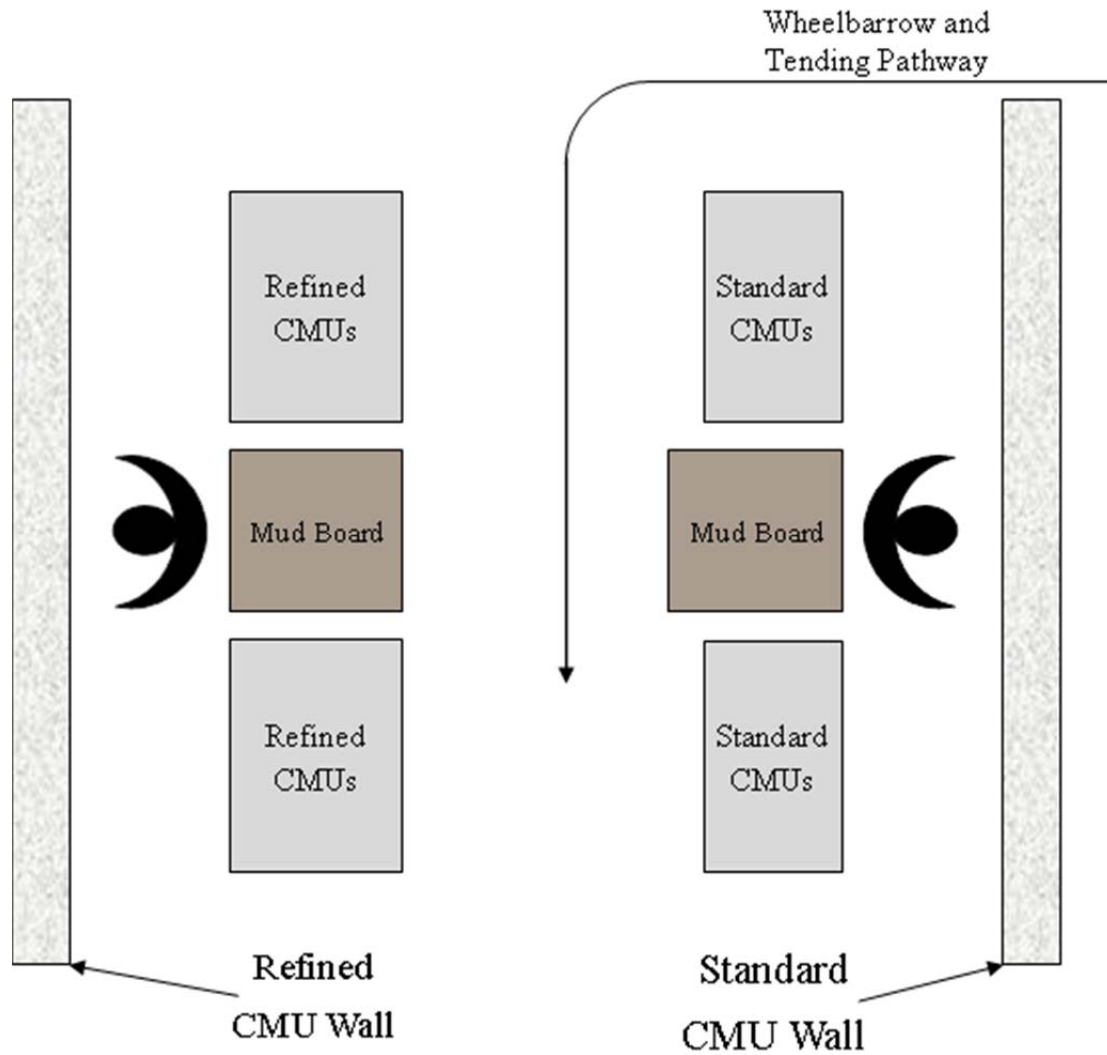 Wheelbarrow and
Tending Pathway
Refined
CMUs
Standard
CMUs
Mud Board
Mud Board
Refined
CMUs
Standard
CMUs
Refined
CMU Wall
Standard
CMU Wall